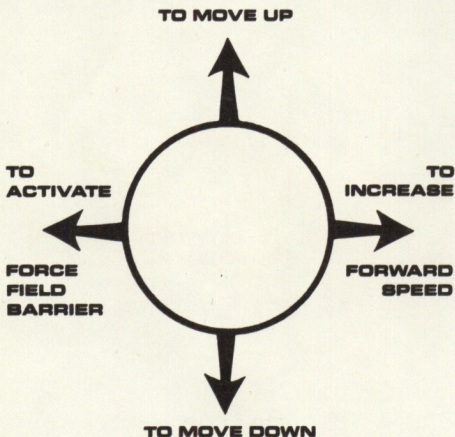 TO MOVE UP
TO
ACTIVATE
FORCE
FIELD
BARRIER
TO
INCREASE
FORWARD
SPEED
TO MOVE DOWN